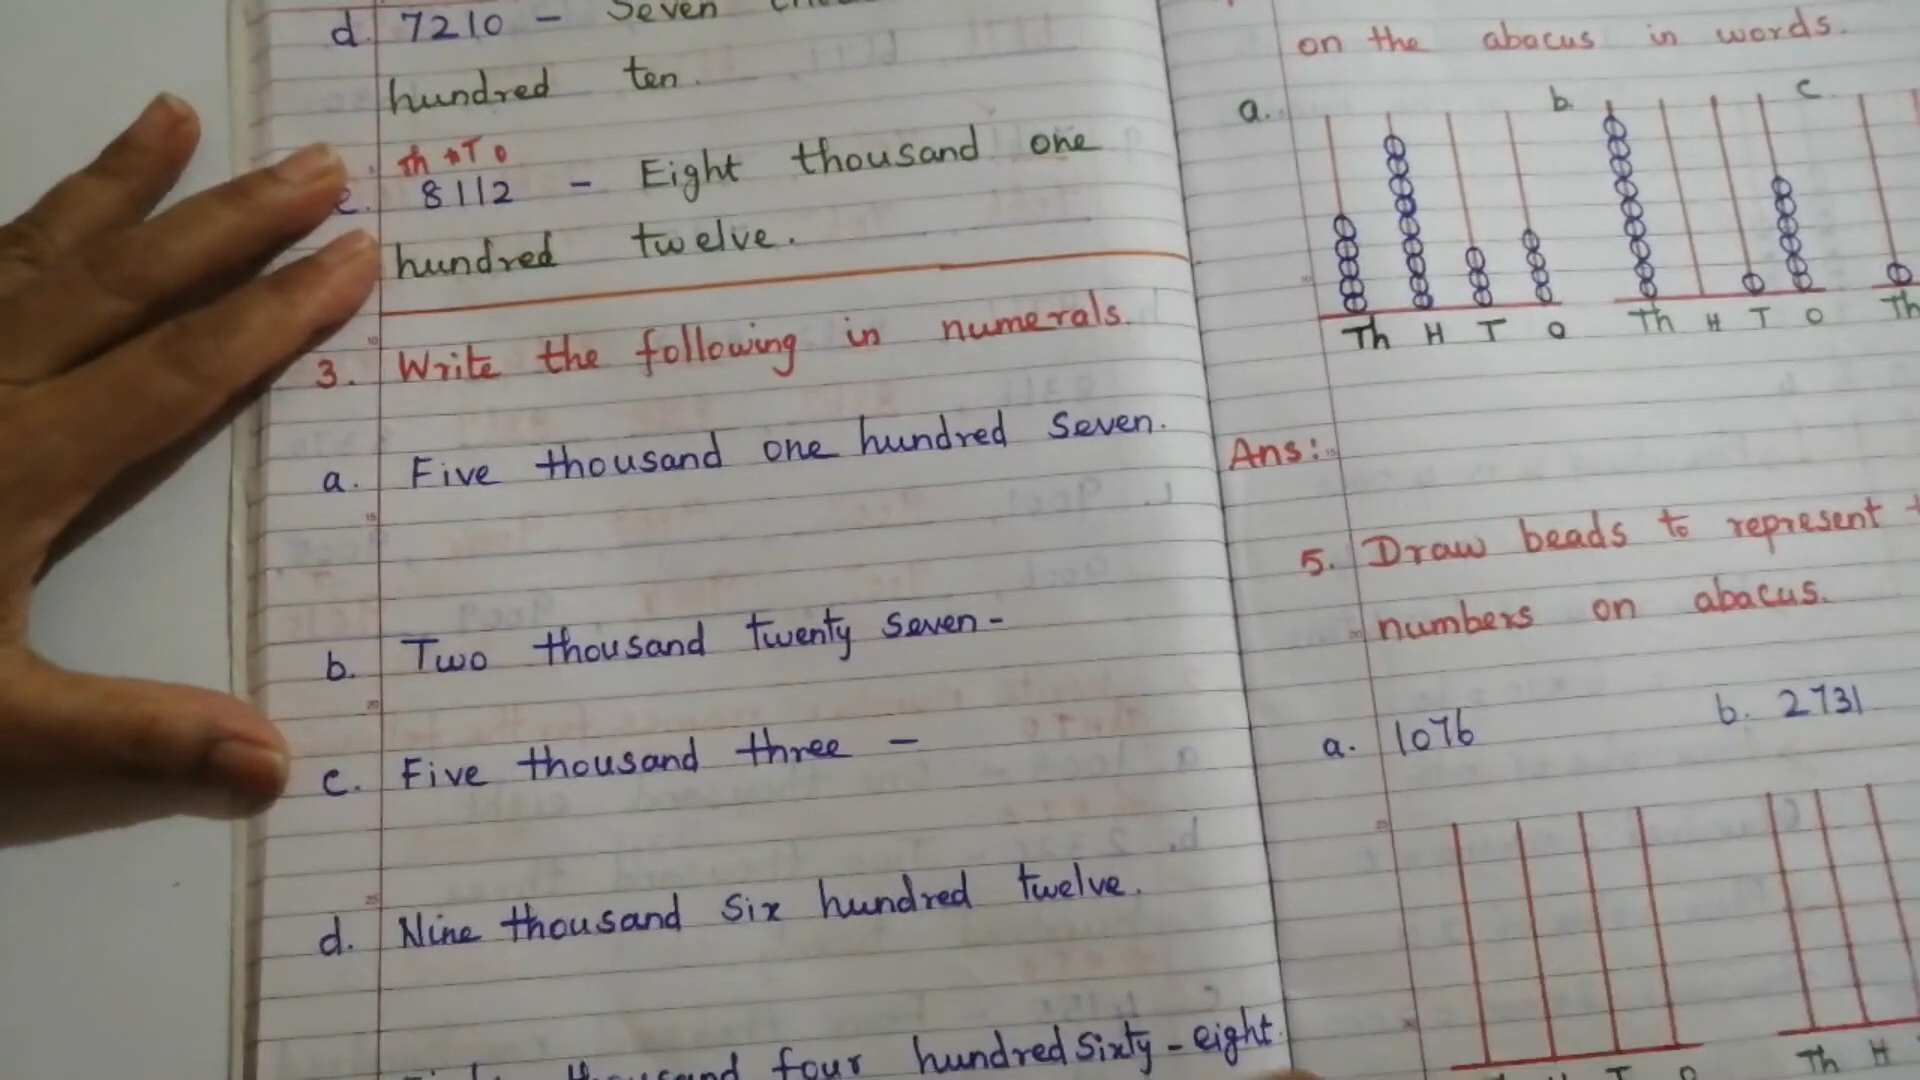 d. 7210 - Seven
hundred ten.
Th H T O
e. 8112 - Eight thousand one
hundred twelve.
3. Write the following in numerals.
a. Five thousand one hundred Seven.
b. Two thousand twenty seven -
c. Five thousand three -
d. Nine thousand six hundred twelve.
thousand four hundred sixty-eight.
on the abacus in words.
a. b. c.
Th H T O Th H T O Th
Ans:
5. Draw beads to represent
numbers on abacus.
a. 1076 b. 2731
T O Th H